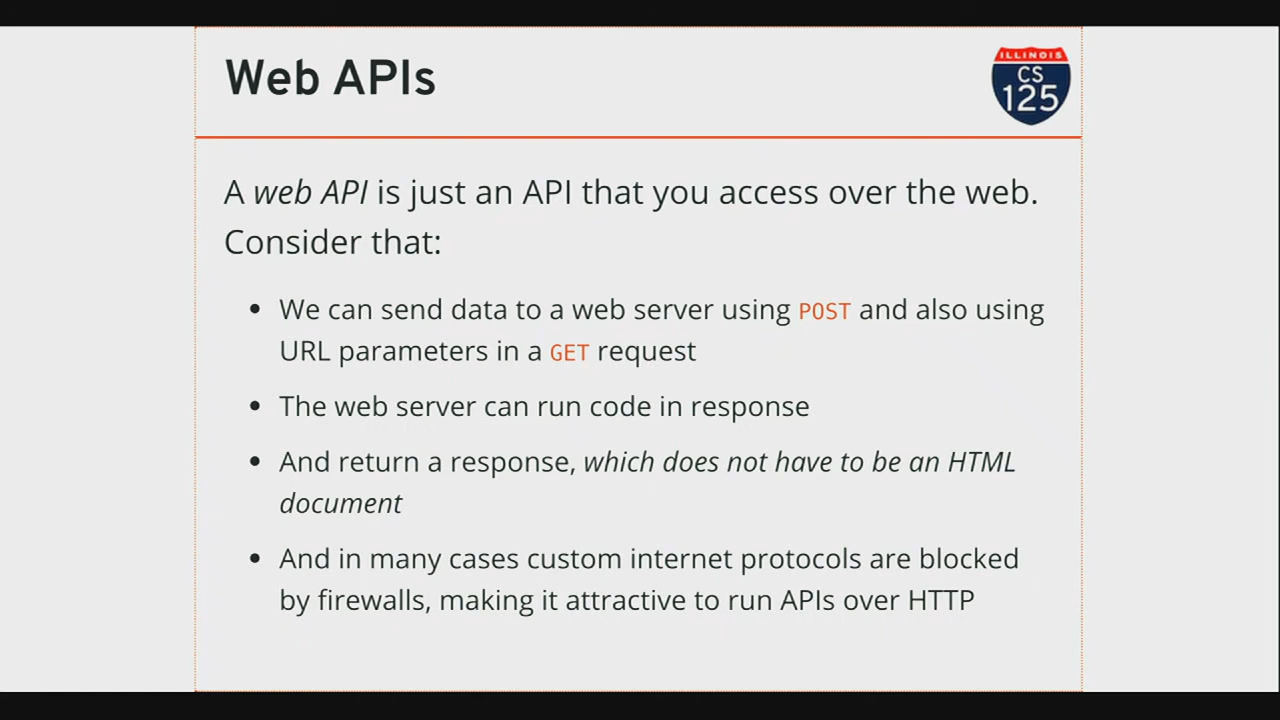 Web APIs
ILLINOIS
CS
125
A web API is just an API that you access over the web.
Consider that:
• We can send data to a web server using POST and also using
URL parameters in a GET request
• The web server can run code in response
• And return a response, which does not have to be an HTML
document
• And in many cases custom internet protocols are blocked
by firewalls, making it attractive to run APIs over HTTP